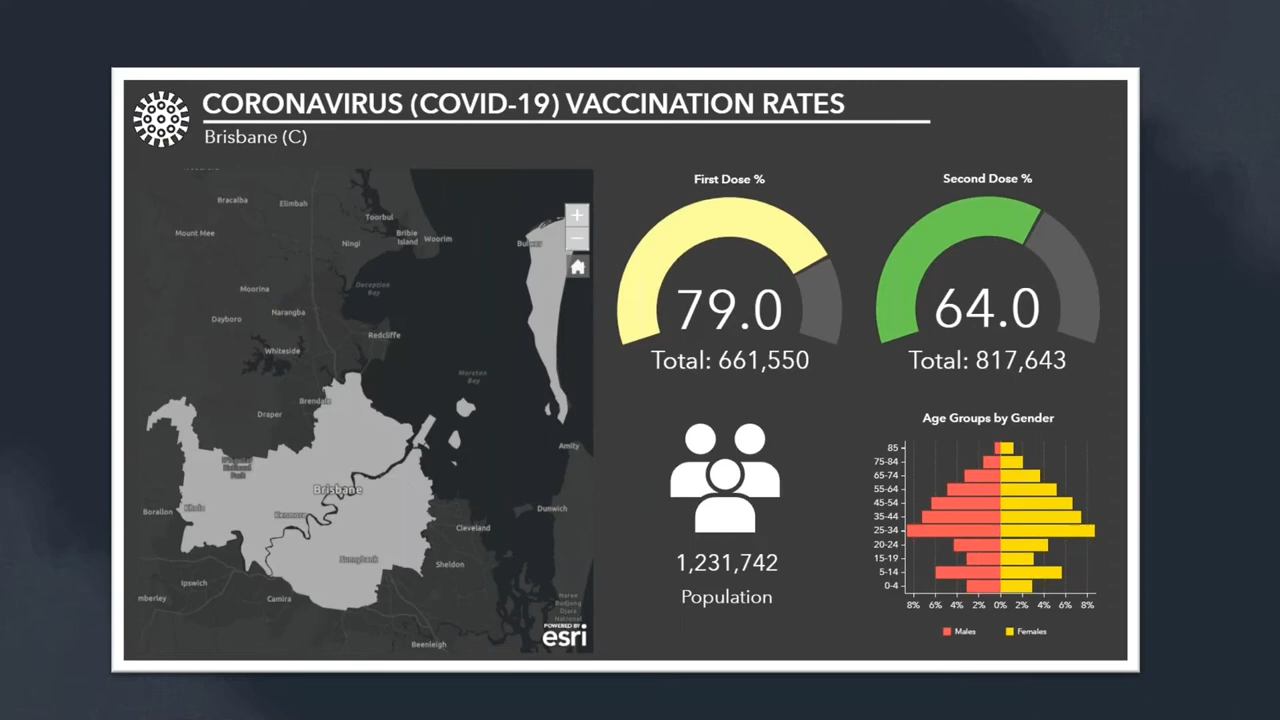 CORONAVIRUS (COVID-19) VACCINATION RATES
Brisbane (C)
Bracalba
Elimbah
Toorbul
Mount Mee
Ningi
Bribie
Island
Woorim
Moorina
Deception
Bay
Dayboro
Narangba
Redcliffe
Whiteside
Moreton
Bay
Brendale
Draper
Amity
Brisbane
Borallon
Kholo
Kenmore
Dunwich
Cleveland
Sunnybank
Sheldon
Ipswich
mberley
Camira
Beenleigh
+
−
POWERED BY
esri
First Dose %
79.0
Total: 661,550
Second Dose %
64.0
Total: 817,643
1,231,742
Population
Age Groups by Gender
85
75-84
65-74
55-64
45-54
35-44
25-34
20-24
15-19
5-14
0-4
8% 6% 4% 2% 0% 2% 4% 6% 8%
Males Females